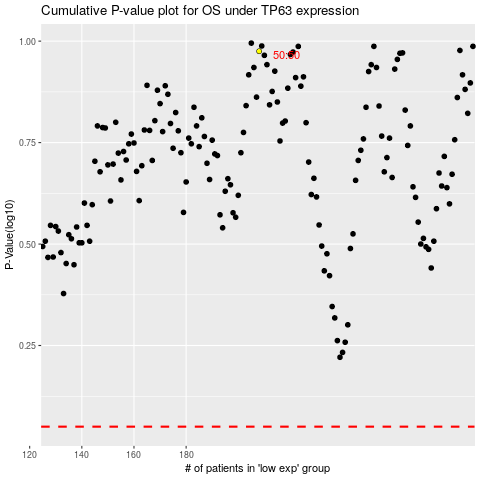 Cumulative P-value plot for OS under TP63 expression
P-Value(log10)
1.00
0.75
0.50
0.25
50:50
120 140 160 180
# of patients in 'low exp' group